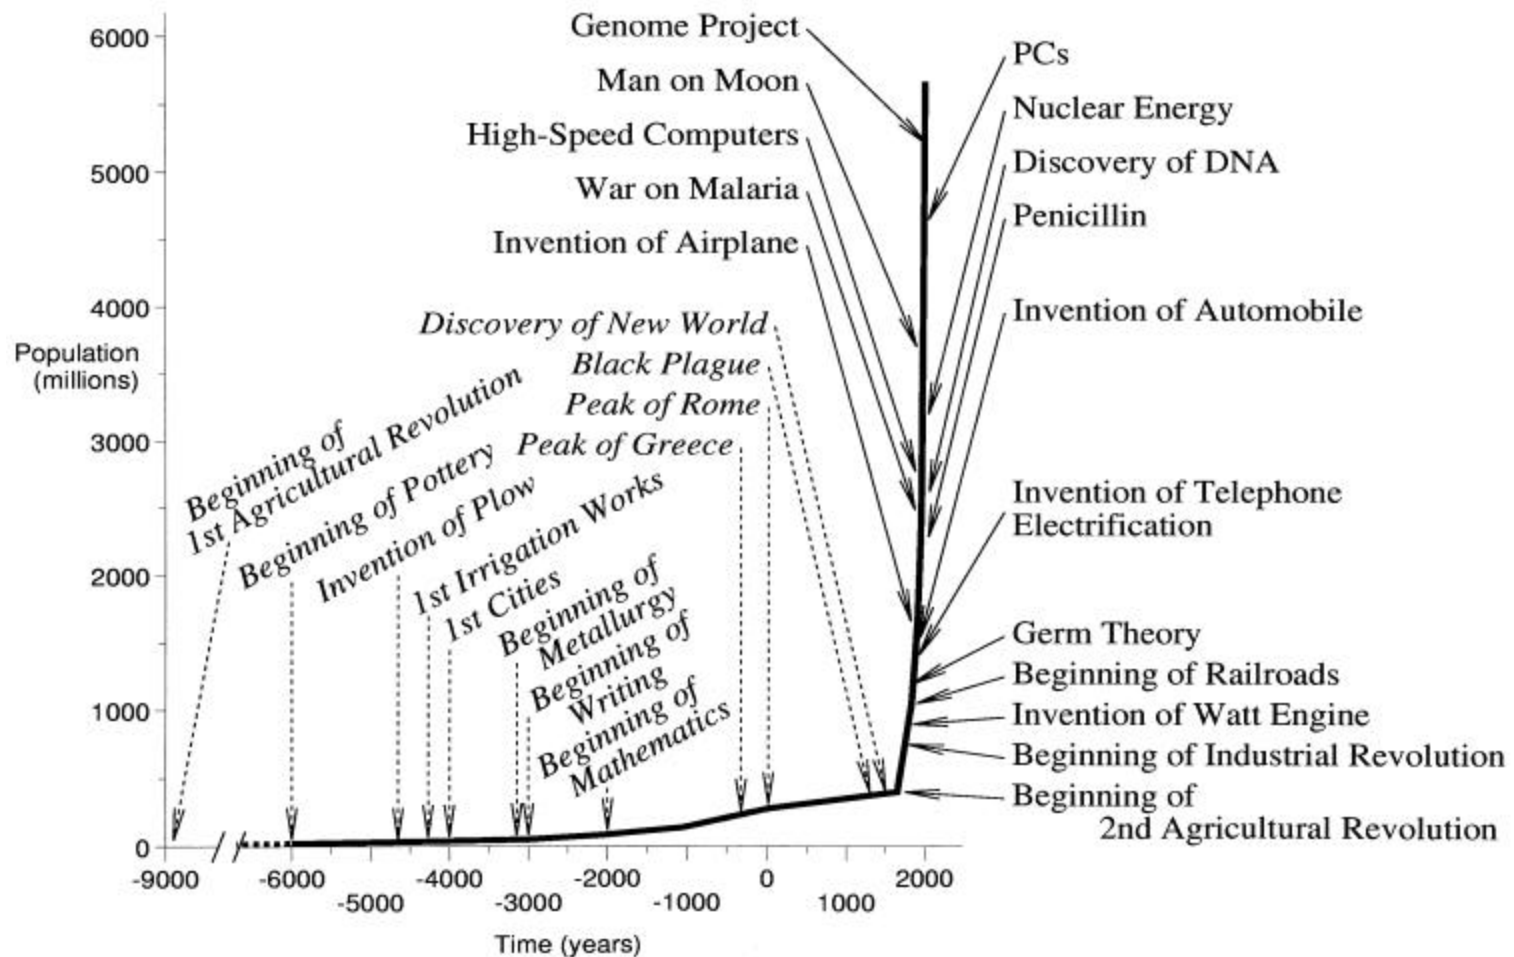 6000
5000
4000
3000
2000
1000
0
Population
(millions)
Genome Project
Man on Moon
High-Speed Computers
War on Malaria
Invention of Airplane
Discovery of New World
Black Plague
Peak of Rome
Peak of Greece
Beginning of
1st Agricultural Revolution
Beginning of Pottery
Invention of Plow
1st Irrigation Works
1st Cities
Beginning of
Metallurgy
Beginning of
Writing
Beginning of
Mathematics
PCs
Nuclear Energy
Discovery of DNA
Penicillin
Invention of Automobile
Invention of Telephone
Electrification
Germ Theory
Beginning of Railroads
Invention of Watt Engine
Beginning of Industrial Revolution
Beginning of
2nd Agricultural Revolution
-9000 -6000 -4000 -2000 0 2000
-5000 -3000 -1000 1000
Time (years)